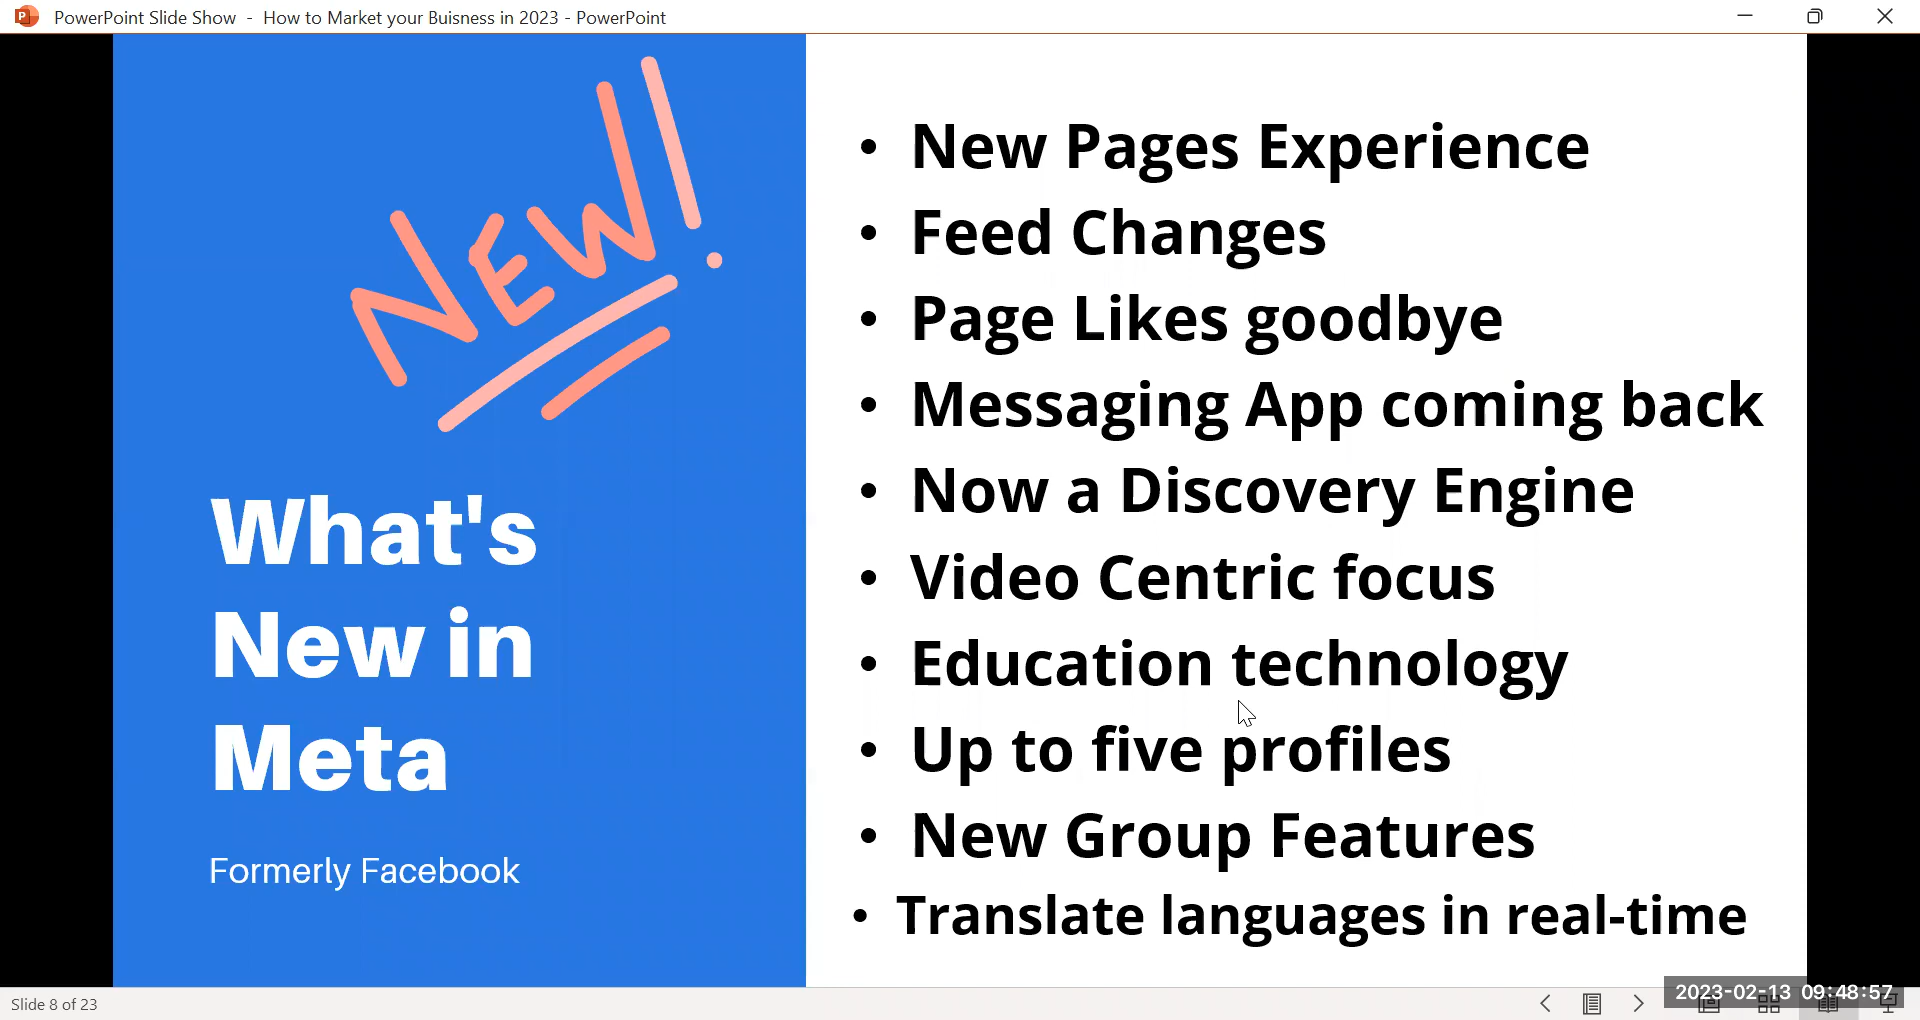 PowerPoint Slide Show - How to Market your Buisness in 2023 - PowerPoint
NEW!
What's
New in
Meta
Formerly Facebook
• New Pages Experience
• Feed Changes
• Page Likes goodbye
• Messaging App coming back
• Now a Discovery Engine
• Video Centric focus
• Education technology
• Up to five profiles
• New Group Features
• Translate languages in real-time
Slide 8 of 23
2023-02-13 09:48:57